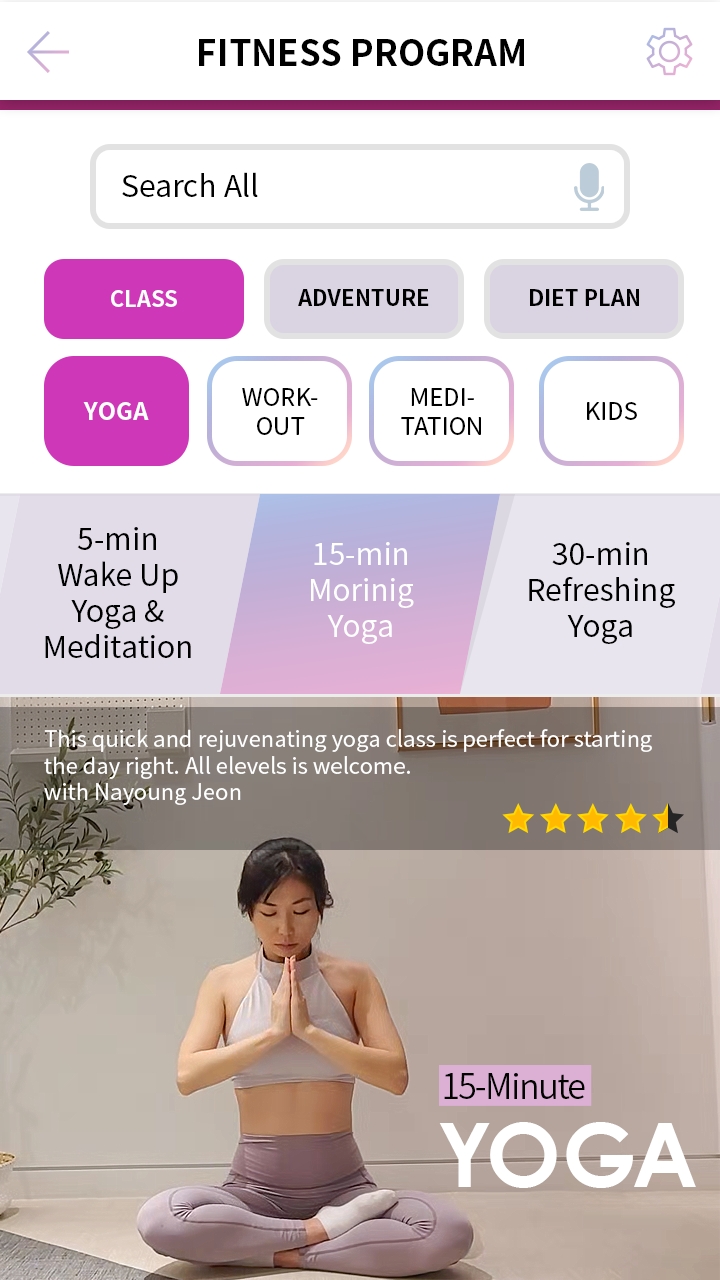 FITNESS PROGRAM
Search All
CLASS
ADVENTURE
DIET PLAN
YOGA
WORK-
OUT
MEDI-
TATION
KIDS
5-min
Wake Up
Yoga &
Meditation
15-min
Morinig
Yoga
30-min
Refreshing
Yoga
This quick and rejuvenating yoga class is perfect for starting
the day right. All elevels is welcome.
with Nayoung Jeon
15-Minute
YOGA